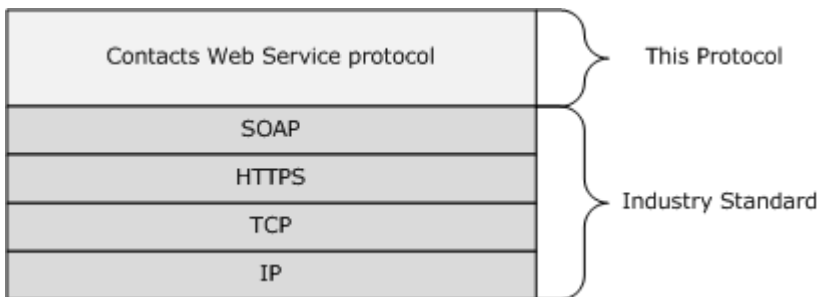 Contacts Web Service protocol
This Protocol
SOAP
HTTPS
TCP
IP
Industry Standard